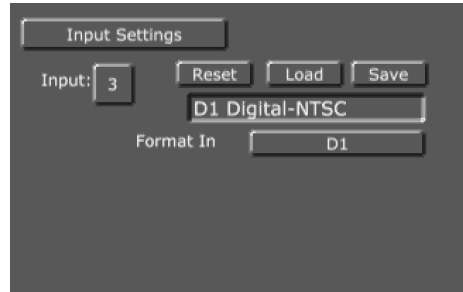 Input Settings
Input: 3 Reset Load Save
D1 Digital-NTSC
Format In D1